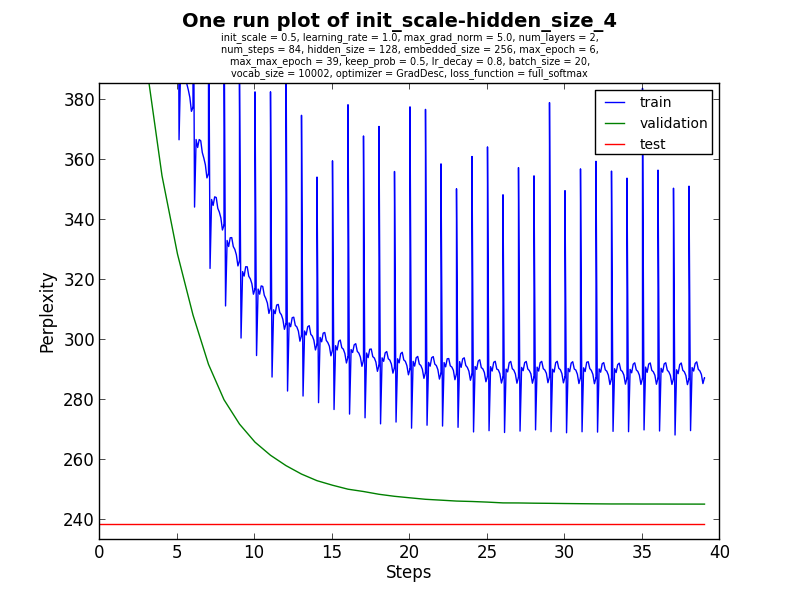 One run plot of init_scale-hidden_size_4
init_scale = 0.5, learning_rate = 1.0, max_grad_norm = 5.0, num_layers = 2,
num_steps = 84, hidden_size = 128, embedded_size = 256, max_epoch = 6,
max_max_epoch = 39, keep_prob = 0.5, lr_decay = 0.8, batch_size = 20,
vocab_size = 10002, optimizer = GradDesc, loss_function = full_softmax
train
validation
test
380
360
340
320
300
280
260
240
Perplexity
0 5 10 15 20 25 30 35 40
Steps